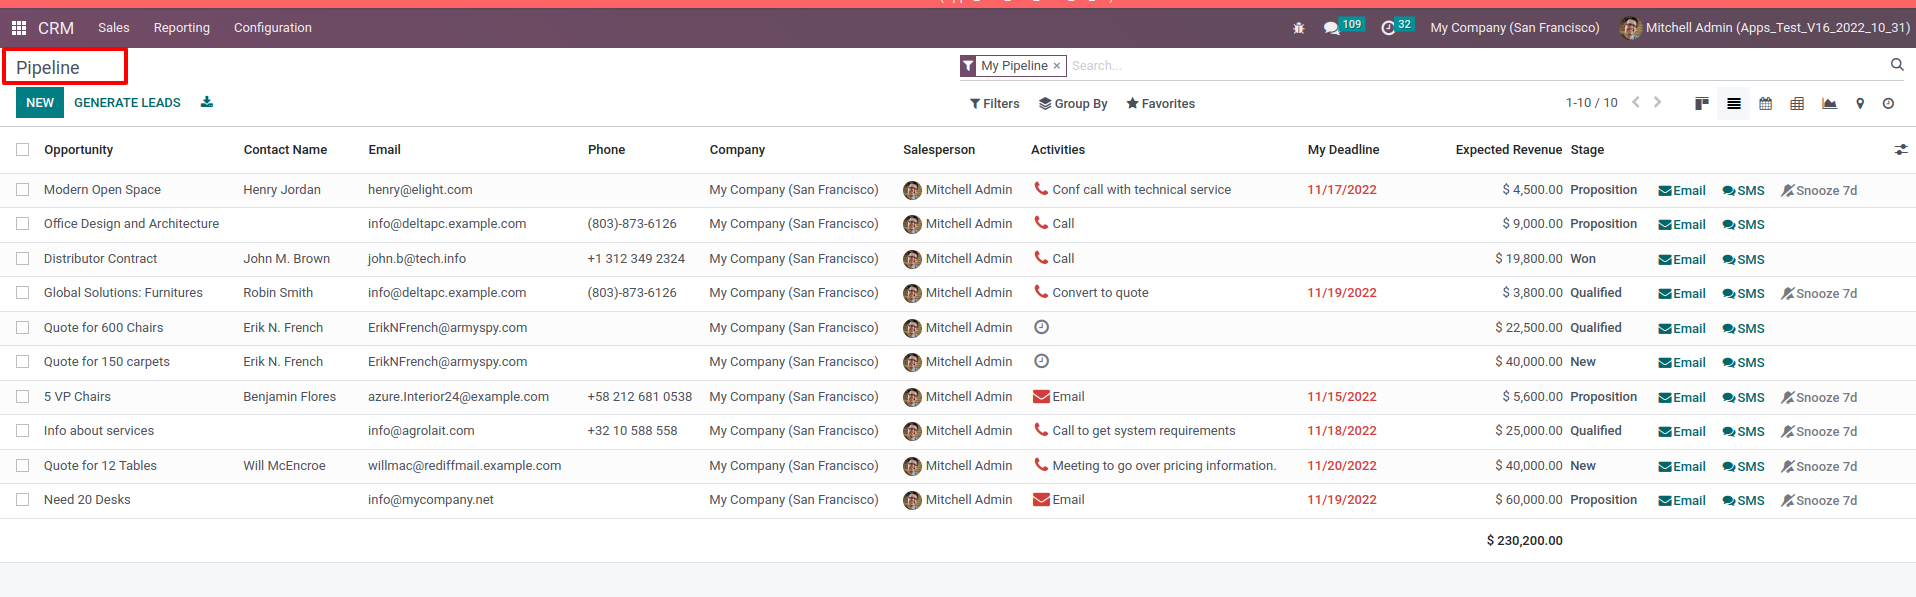 CRM Sales Reporting Configuration 109 32 My Company (San Francisco) Mitchell Admin (Apps_Test_V16_2022_10_31)
Pipeline My Pipeline × Search...
NEW GENERATE LEADS Filters Group By Favorites 1-10 / 10
Opportunity Contact Name Email Phone Company Salesperson Activities My Deadline Expected Revenue Stage
Modern Open Space Henry Jordan henry@elight.com My Company (San Francisco) Mitchell Admin Conf call with technical service 11/17/2022 $ 4,500.00 Proposition Email SMS Snooze 7d
Office Design and Architecture info@deltapc.example.com (803)-873-6126 My Company (San Francisco) Mitchell Admin Call $ 9,000.00 Proposition Email SMS
Distributor Contract John M. Brown john.b@tech.info +1 312 349 2324 My Company (San Francisco) Mitchell Admin Call $ 19,800.00 Won Email SMS
Global Solutions: Furnitures Robin Smith info@deltapc.example.com (803)-873-6126 My Company (San Francisco) Mitchell Admin Convert to quote 11/19/2022 $ 3,800.00 Qualified Email SMS Snooze 7d
Quote for 600 Chairs Erik N. French ErikNFrench@armyspy.com My Company (San Francisco) Mitchell Admin $ 22,500.00 Qualified Email SMS
Quote for 150 carpets Erik N. French ErikNFrench@armyspy.com My Company (San Francisco) Mitchell Admin $ 40,000.00 New Email SMS
5 VP Chairs Benjamin Flores azure.Interior24@example.com +58 212 681 0538 My Company (San Francisco) Mitchell Admin Email 11/15/2022 $ 5,600.00 Proposition Email SMS Snooze 7d
Info about services info@agrolait.com +32 10 588 558 My Company (San Francisco) Mitchell Admin Call to get system requirements 11/18/2022 $ 25,000.00 Qualified Email SMS Snooze 7d
Quote for 12 Tables Will McEncroe willmac@rediffmail.example.com My Company (San Francisco) Mitchell Admin Meeting to go over pricing information. 11/20/2022 $ 40,000.00 New Email SMS Snooze 7d
Need 20 Desks info@mycompany.net My Company (San Francisco) Mitchell Admin Email 11/19/2022 $ 60,000.00 Proposition Email SMS Snooze 7d
$ 230,200.00